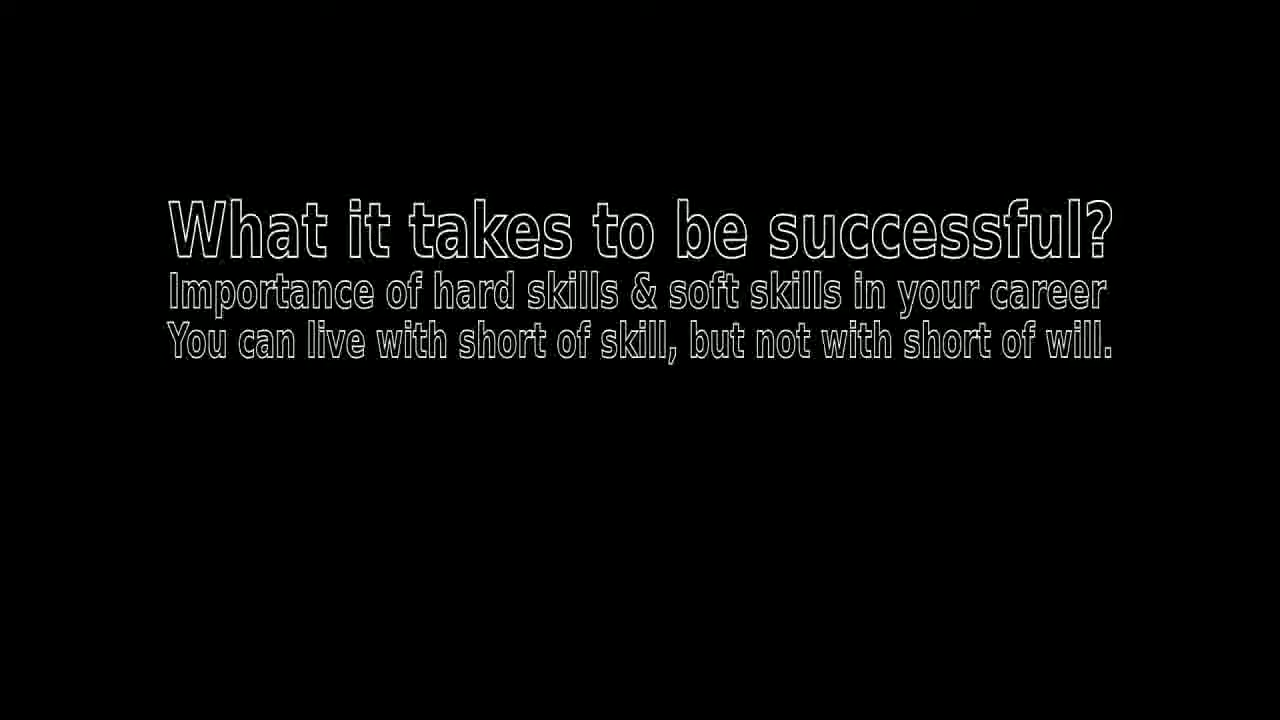 What it takes to be successful?
Importance of hard skills & soft skills in your career
You can live with short of skill, but not with short of will.